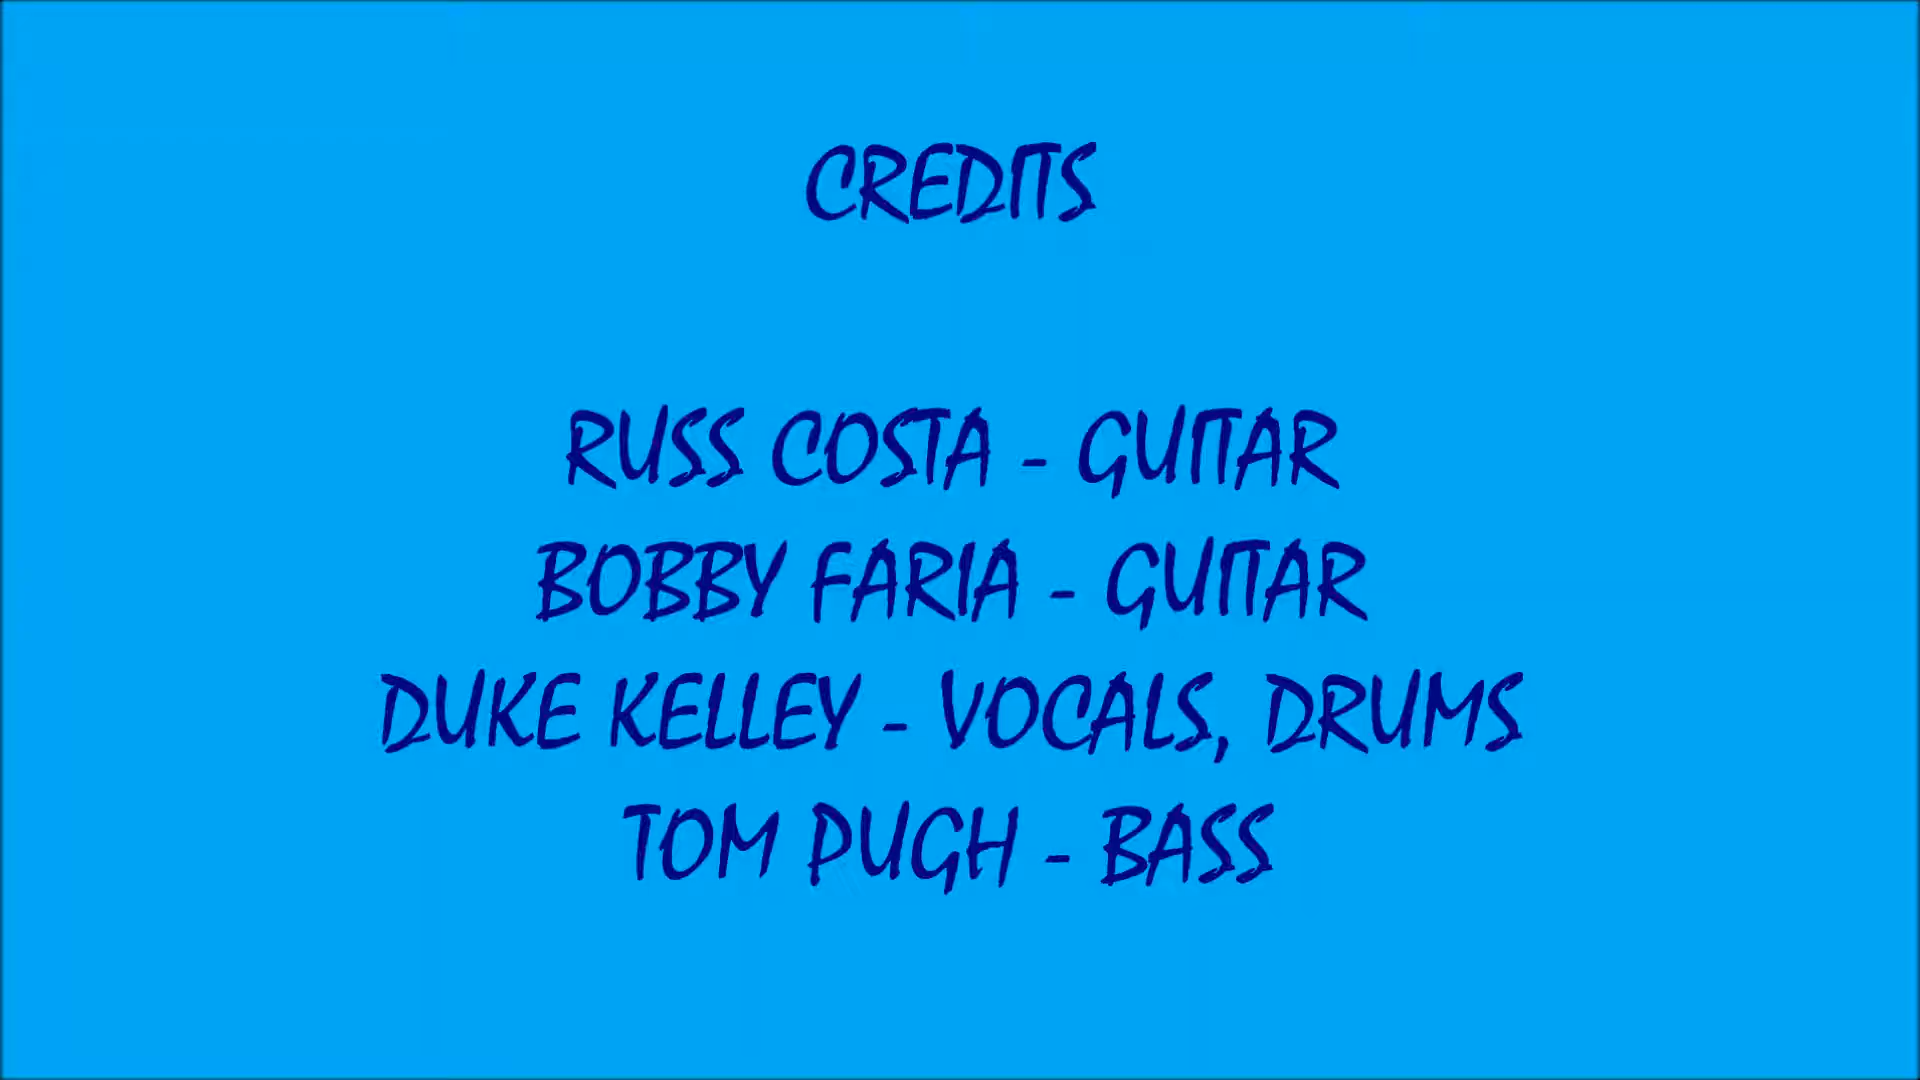 CREDITS
RUSS COSTA - GUITAR
BOBBY FARIA - GUITAR
DUKE KELLEY - VOCALS, DRUMS
TOM PUGH - BASS